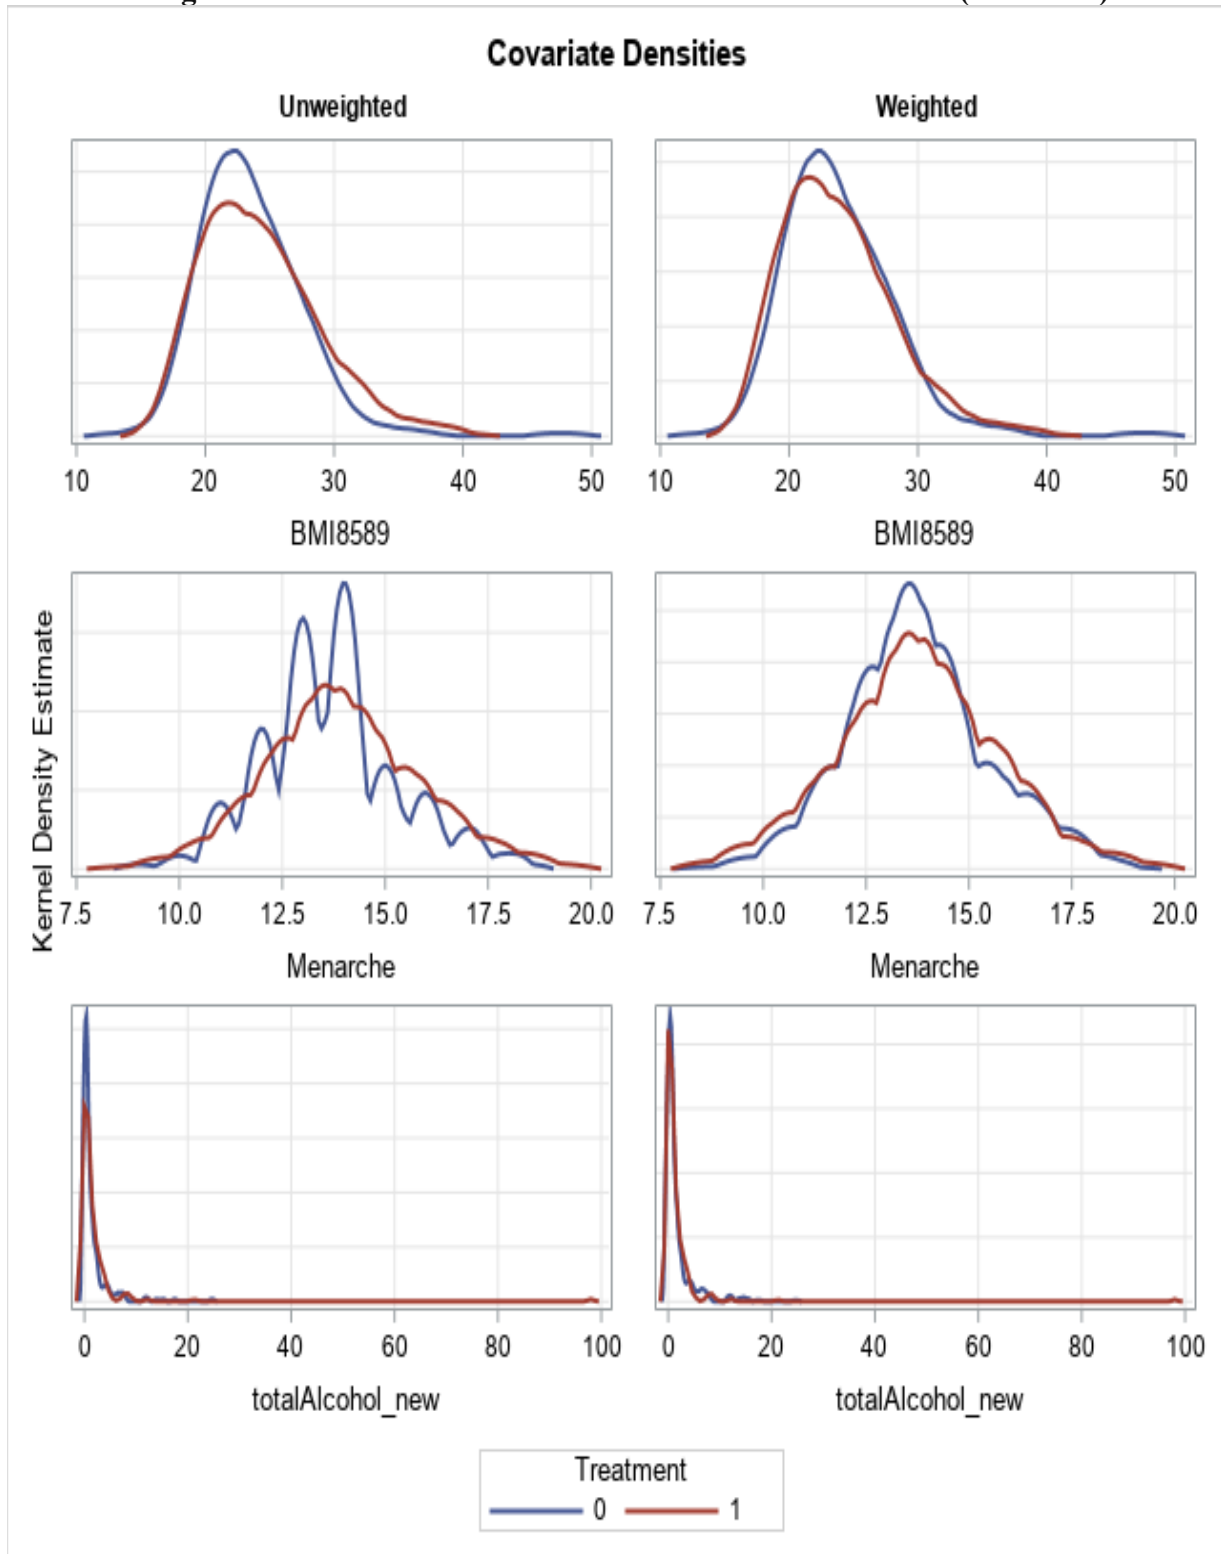 Covariate Densities
Unweighted
Weighted
10 20 30 40 50
10 20 30 40 50
BMI8589
BMI8589
Kernel Density Estimate
7.5 10.0 12.5 15.0 17.5 20.0
7.5 10.0 12.5 15.0 17.5 20.0
Menarche
Menarche
0 20 40 60 80 100
0 20 40 60 80 100
totalAlcohol_new
totalAlcohol_new
Treatment
0 1